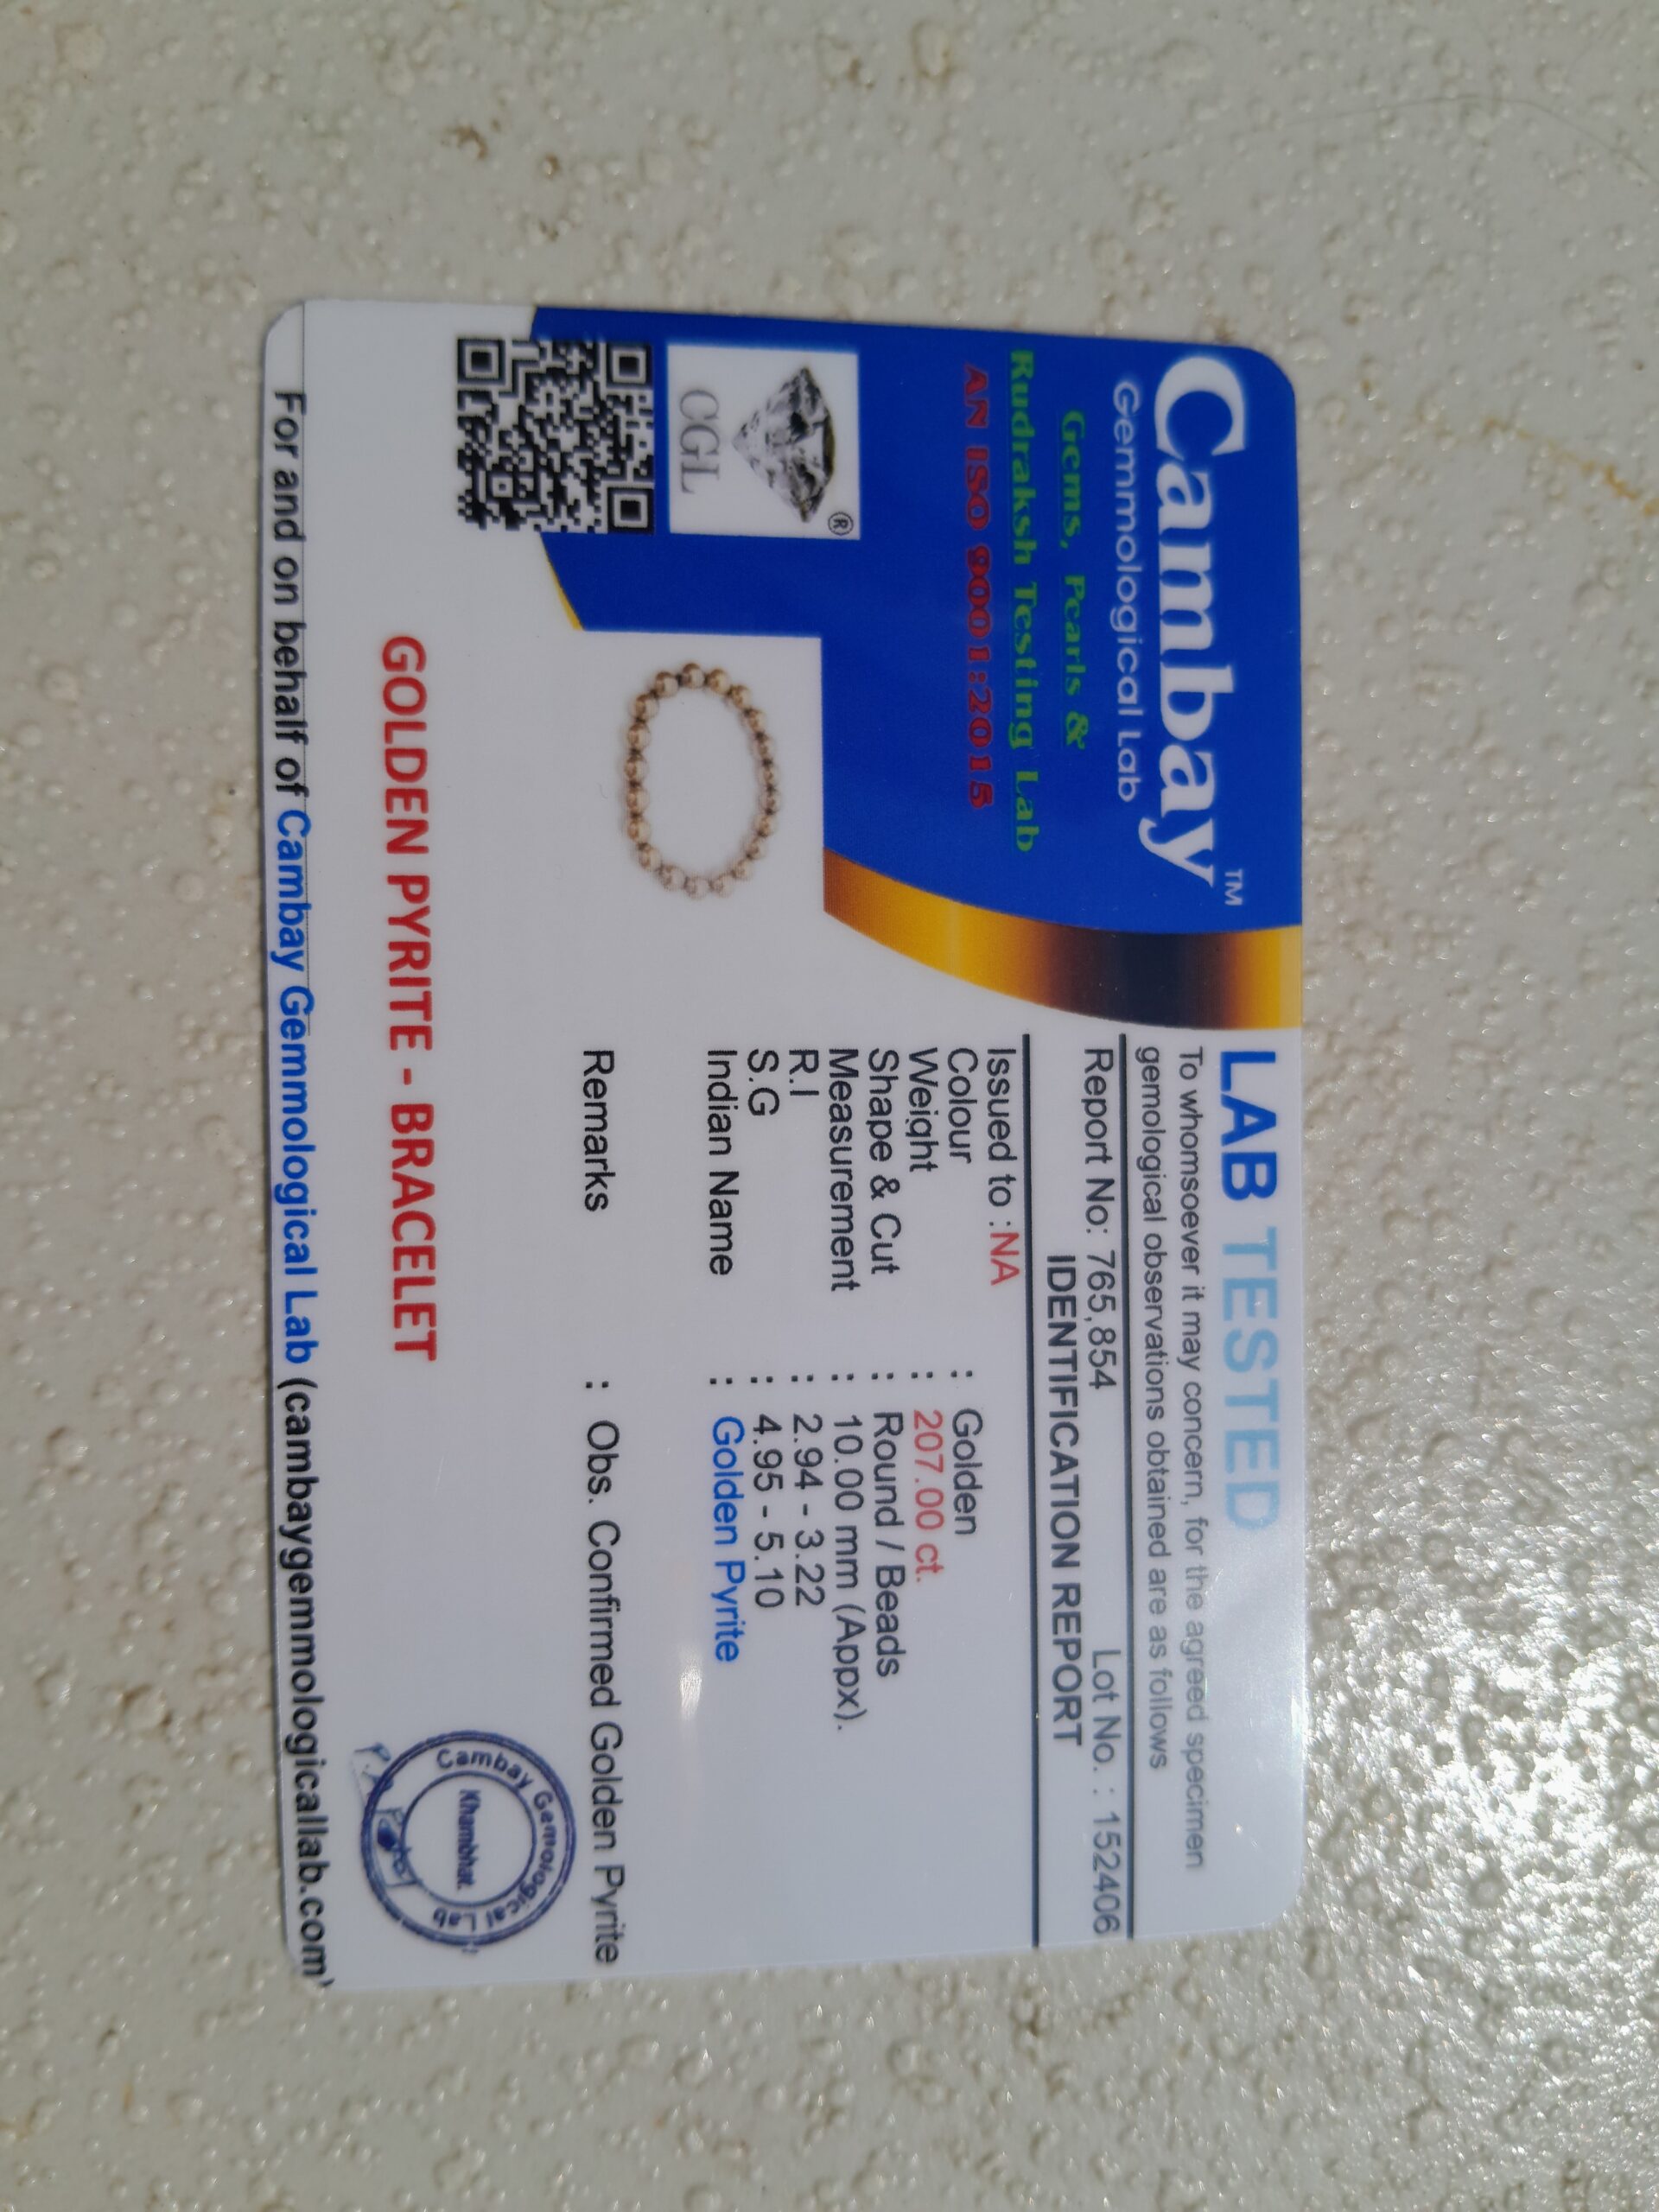 Cambay™
Gemmological Lab
Gems, Pearls &
Rudraksh Testing Lab
AN ISO 9001:2015
CGL
®
LAB TESTED
To whomsoever it may concern, for the agreed specimen
gemological observations obtained are as follows
Report No: 765,854 Lot No. : 152406
IDENTIFICATION REPORT
Issued to :NA
Colour : Golden
Weight : 207.00 ct.
Shape & Cut : Round / Beads
Measurement : 10.00 mm (Appx).
R.I : 2.94 - 3.22
S.G : 4.95 - 5.10
Indian Name : Golden Pyrite
Remarks : Obs. Confirmed Golden Pyrite
GOLDEN PYRITE - BRACELET
Cambay Gemological Lab
Khambhat.
For and on behalf of Cambay Gemmological Lab (cambaygemmologicallab.com)